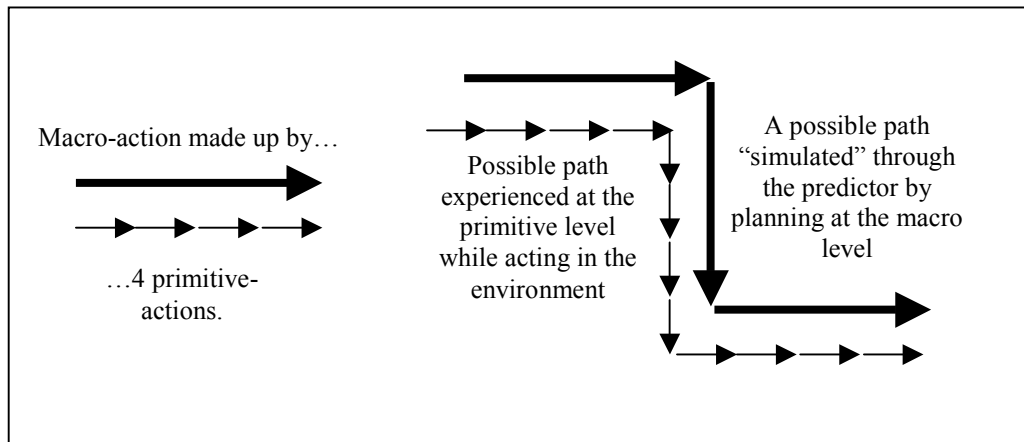 Macro-action made up by…
…4 primitive-
actions.
Possible path
experienced at the
primitive level
while acting in the
environment
A possible path
“simulated” through
the predictor by
planning at the macro
level